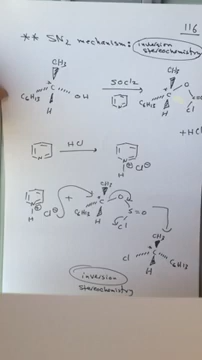 116
** SN2 mechanism: inversion stereochemistry
CH3
C
C6H13
OH
H
SOCl2
N
CH3
C
O
C6H13
H
Cl
+ HCl
N
HCl
N
H
Cl⊖
N
H
Cl⊖
+
CH3
C
O
C6H13
H
S=O
Cl
CH3
Cl
C
C6H13
H
inversion
stereochemistry